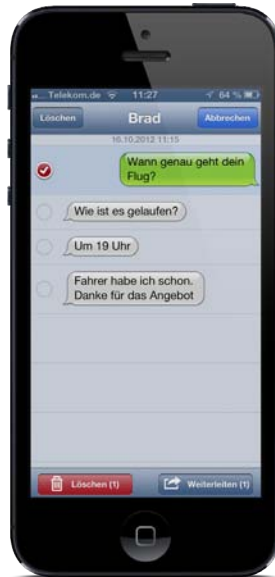 Telekom.de 11:27 64 %
Löschen Brad Abbrechen
16.10.2012 11:15
Wann genau geht dein
Flug?
Wie ist es gelaufen?
Um 19 Uhr
Fahrer habe ich schon.
Danke für das Angebot
Löschen (1) Weiterleiten (1)